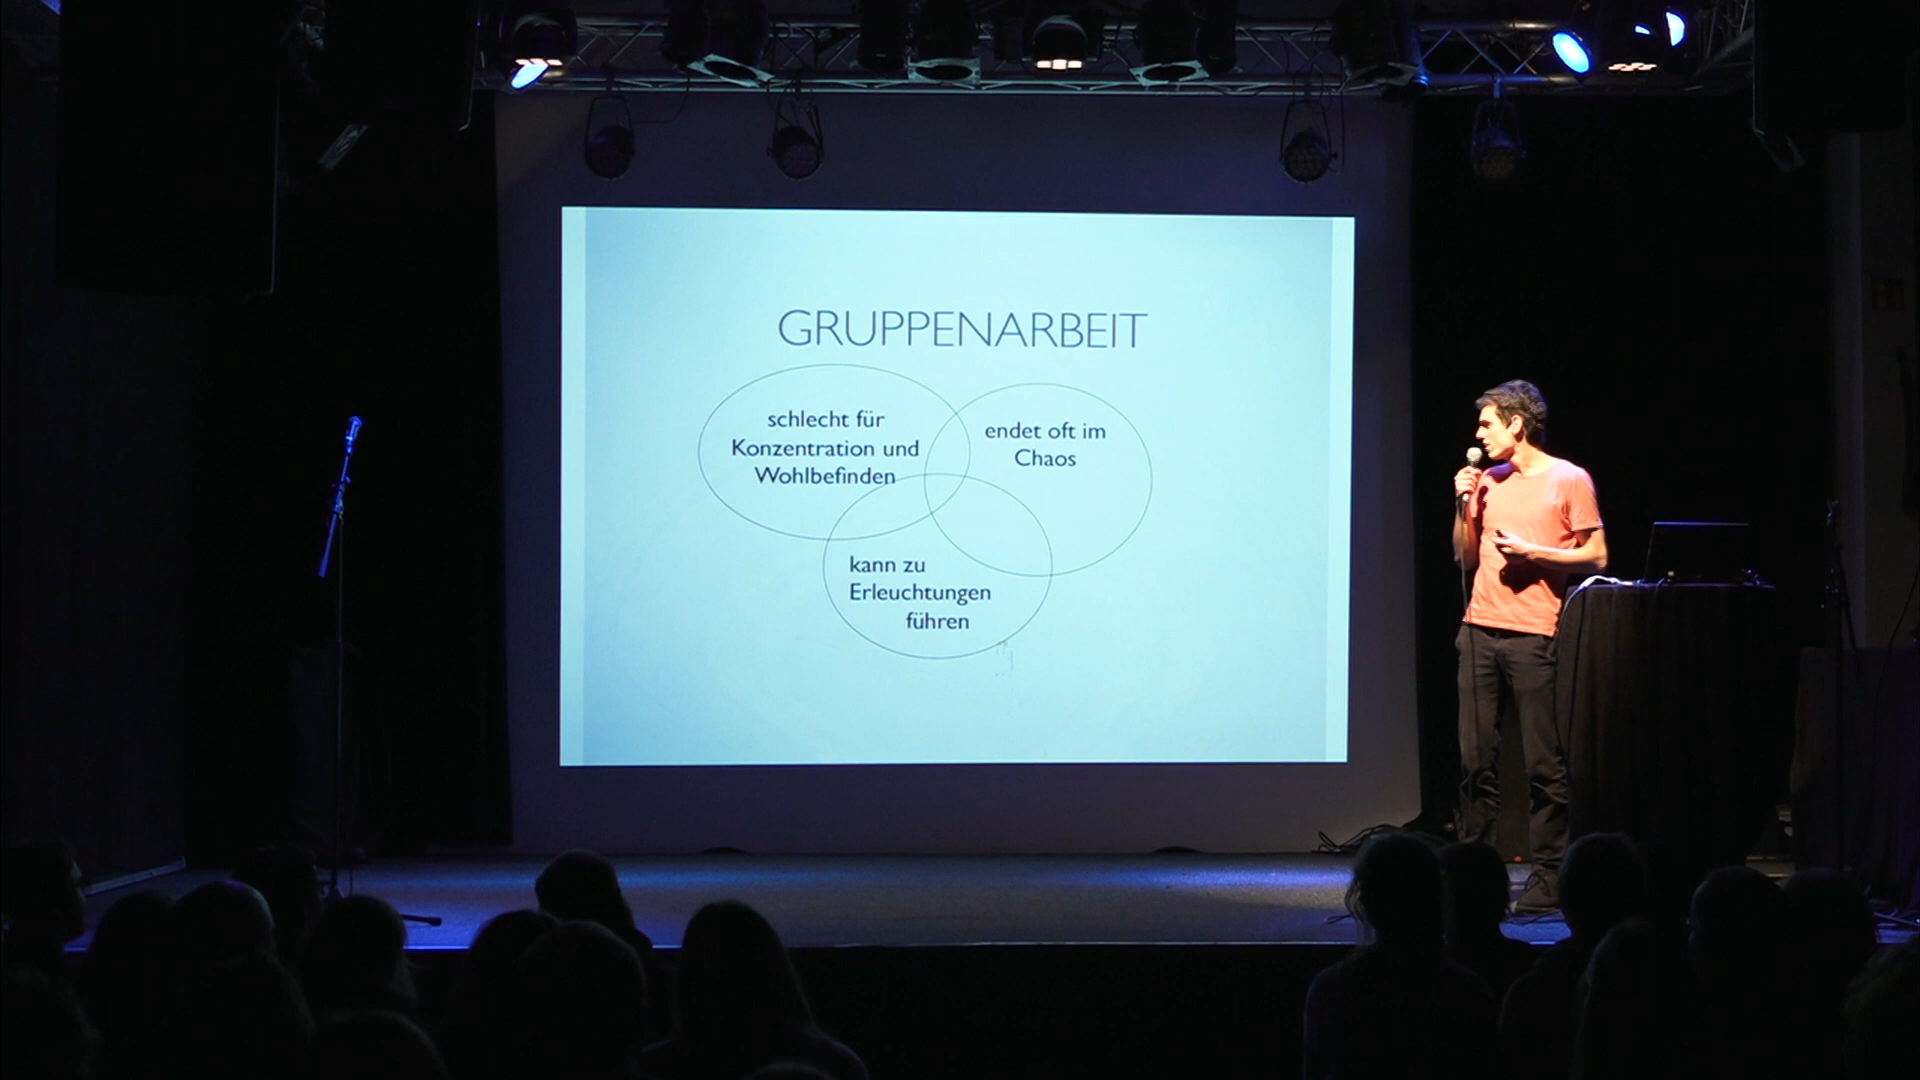 GRUPPENARBEIT
schlecht für
Konzentration und
Wohlbefinden
endet oft im
Chaos
kann zu
Erleuchtungen
führen